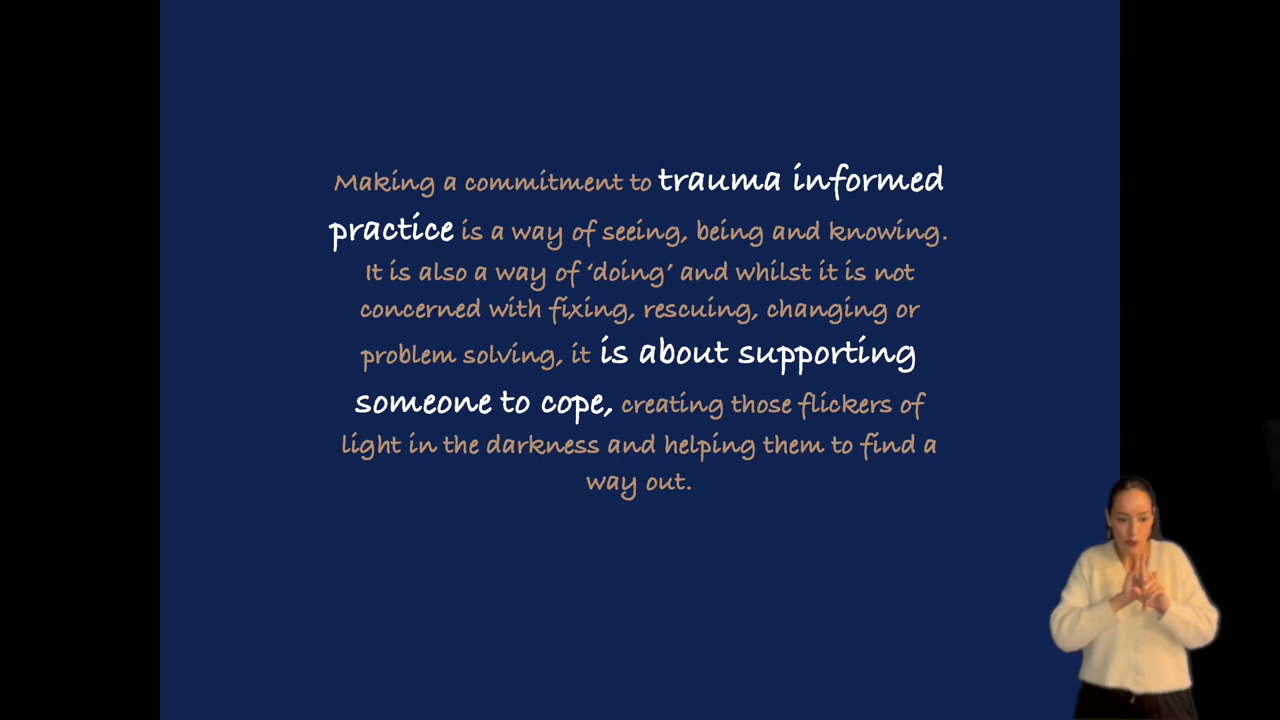 Making a commitment to trauma informed
practice is a way of seeing, being and knowing.
It is also a way of ‘doing’ and whilst it is not
concerned with fixing, rescuing, changing or
problem solving, it is about supporting
someone to cope, creating those flickers of
light in the darkness and helping them to find a
way out.